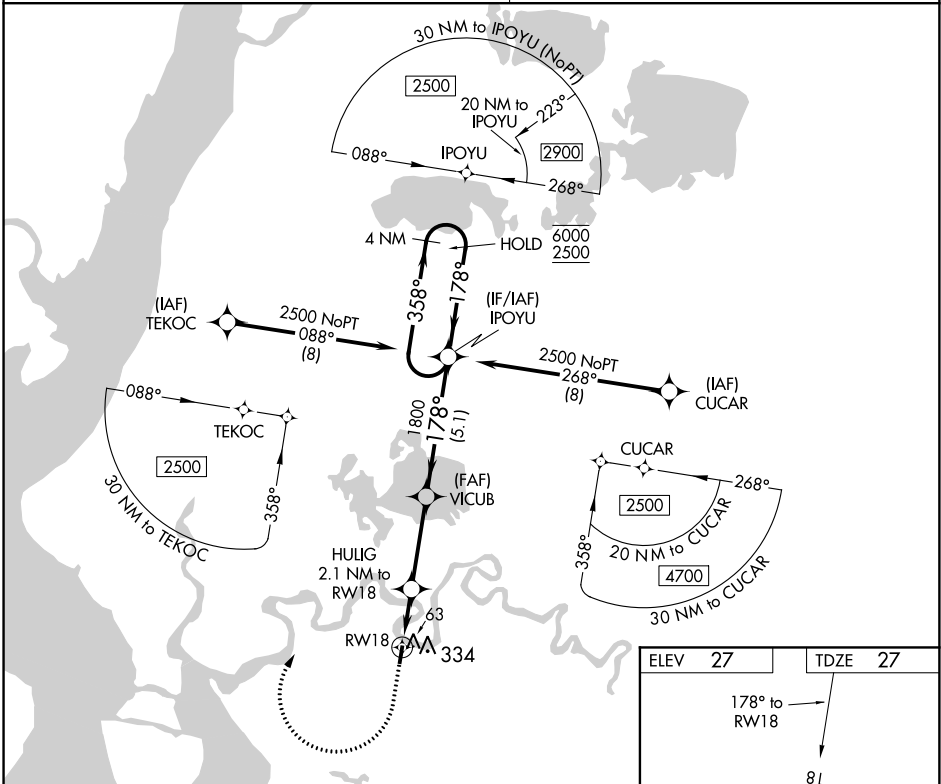 30 NM to IPOYU (NoPT)
2500
20 NM to
IPOYU
223°
2900
088°
IPOYU
268°
4 NM
HOLD
6000
2500
358°
178°
(IF/IAF)
IPOYU
(IAF)
TEKOC
2500 NoPT
088°
(8)
2500 NoPT
268°
(8)
(IAF)
CUCAR
1800
178°
(5.1)
088°
TEKOC
2500
358°
30 NM to TEKOC
CUCAR
268°
2500
358°
20 NM to CUCAR
4700
30 NM to CUCAR
(FAF)
VICUB
HULIG
2.1 NM to
RW18
63
RW18
334
ELEV 27
TDZE 27
178° to
RW18